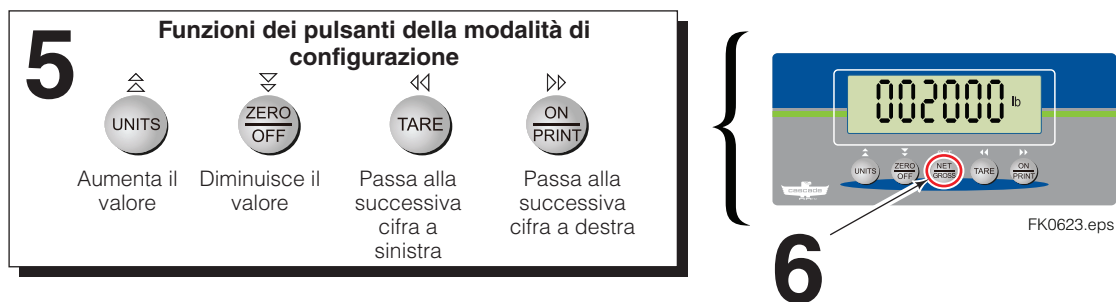 5
Funzioni dei pulsanti della modalità di
configurazione
UNITS
ZERO
OFF
TARE
ON
PRINT
Aumenta il
valore
Diminuisce il
valore
Passa alla
successiva
cifra a
sinistra
Passa alla
successiva
cifra a destra
002000 lb
UNITS
ZERO
OFF
NET
GROSS
TARE
ON
PRINT
cascade
FK0623.eps
6